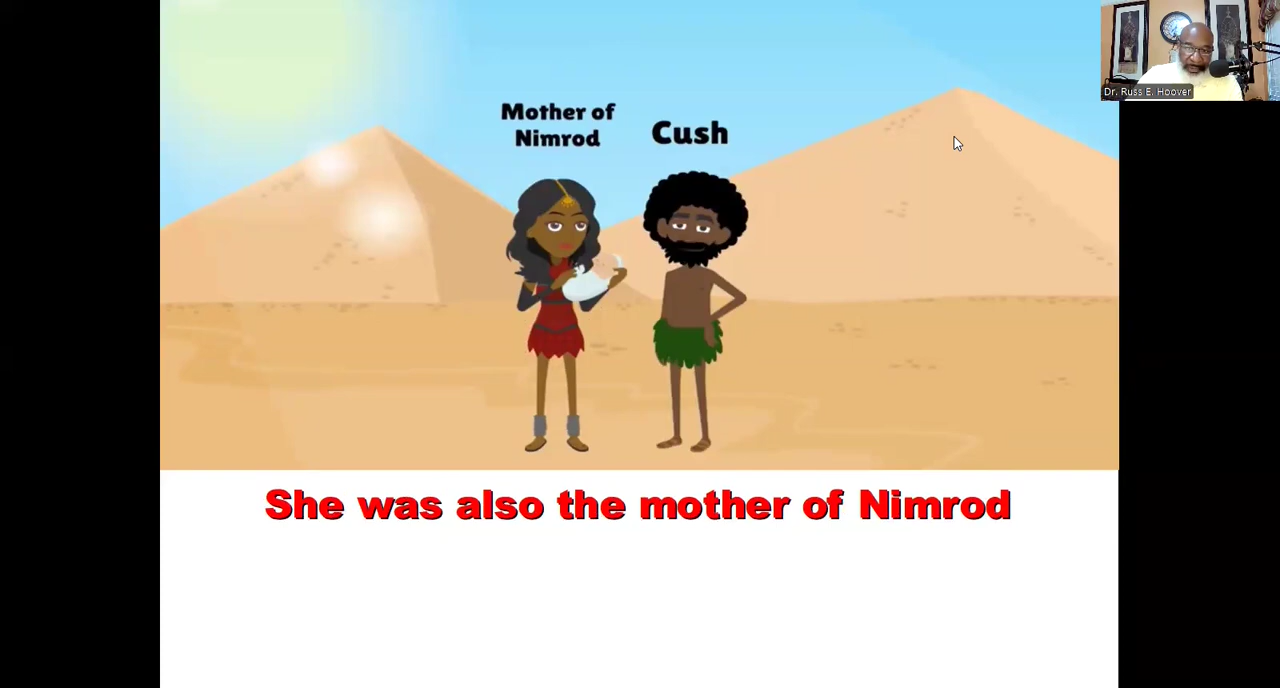 Mother of
Nimrod
Cush
Dr. Russ E. Hoover
She was also the mother of Nimrod